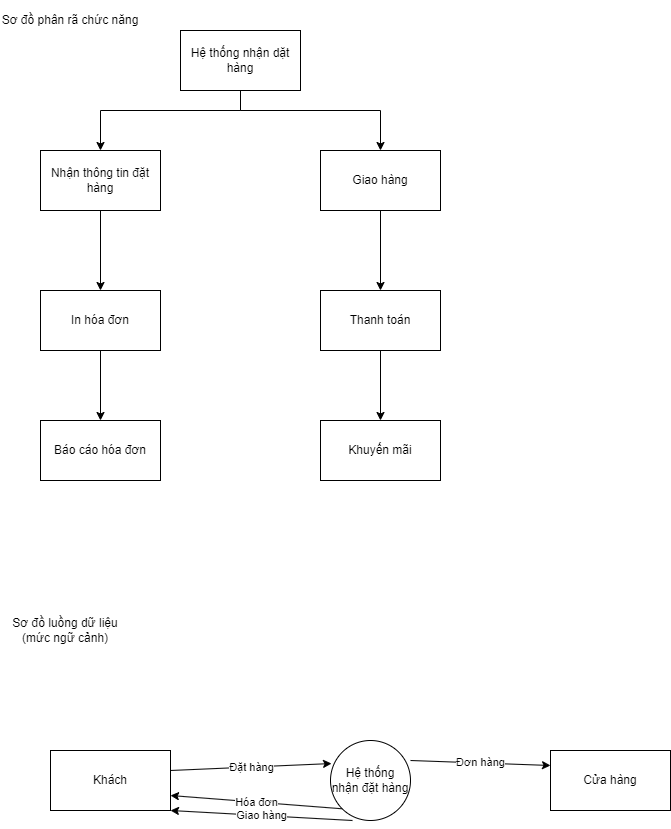 Sơ đồ phân rã chức năng
Hệ thống nhận dặt
hàng
Nhận thông tin đặt
hàng
Giao hàng
In hóa đơn
Thanh toán
Báo cáo hóa đơn
Khuyến mãi
Sơ đồ luồng dữ liệu
(mức ngữ cảnh)
Khách
Đặt hàng
Hệ thống
nhận đặt hàng
Đơn hàng
Cửa hàng
Hóa đơn
Giao hàng